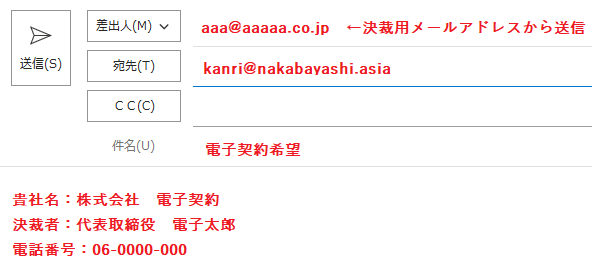 差出人(M)
aaa@aaaaa.co.jp ←決裁用メールアドレスから送信
送信(S)
宛先(T)
kanri@nakabayashi.asia
ＣＣ(C)
件名(U)
電子契約希望
貴社名：株式会社　電子契約
決裁者：代表取締役　電子太郎
電話番号：06-0000-000